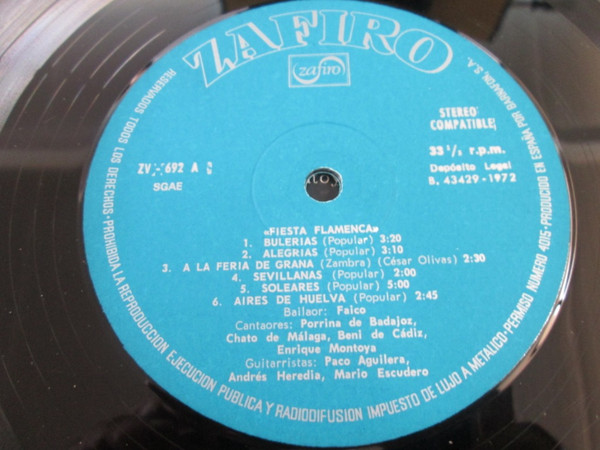 ZAFIRO
zafiro
STEREO
COMPATIBLE
33 1/3 r.p.m.
Depósito Legal
B. 43429-1972
692 A
SGAE
«FIESTA FLAMENCA»
1. BULERIAS (Popular) 3:20
2. ALEGRIAS (Popular) 3:10
3. A LA FERIA DE GRANA (Zambra) (César Olivas) 2:30
4. SEVILLANAS (Popular) 2:00
5. SOLEARES (Popular) 5:00
6. AIRES DE HUELVA (Popular) 2:45
Bailaor: Faico
Cantaores: Porrina de Badajoz,
Chato de Málaga, Beni de Cádiz,
Enrique Montoya
Guitarristas: Paco Aguilera,
Andrés Heredia, Mario Escudero
RESERVADOS TODOS LOS DERECHOS·PROHIBIDA LA REPRODUCCION EJECUCION PUBLICA Y RADIODIFUSION IMPUESTO DE LUJO A METALICO·PERMISO NUMERO 4015·PRODUCIDO EN ESPAÑA POR BARNAFON, S.A.